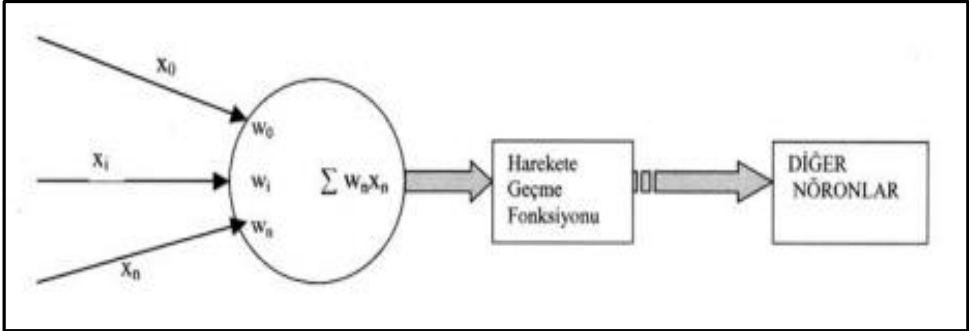 x₀
xᵢ
xₙ
w₀
wᵢ
wₙ
∑ wₙxₙ
Harekete
Geçme
Fonksiyonu
DİĞER
NÖRONLAR